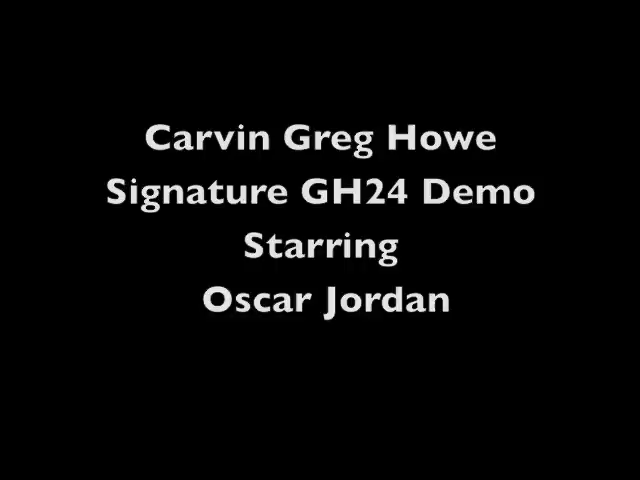 Carvin Greg Howe
Signature GH24 Demo
Starring
Oscar Jordan